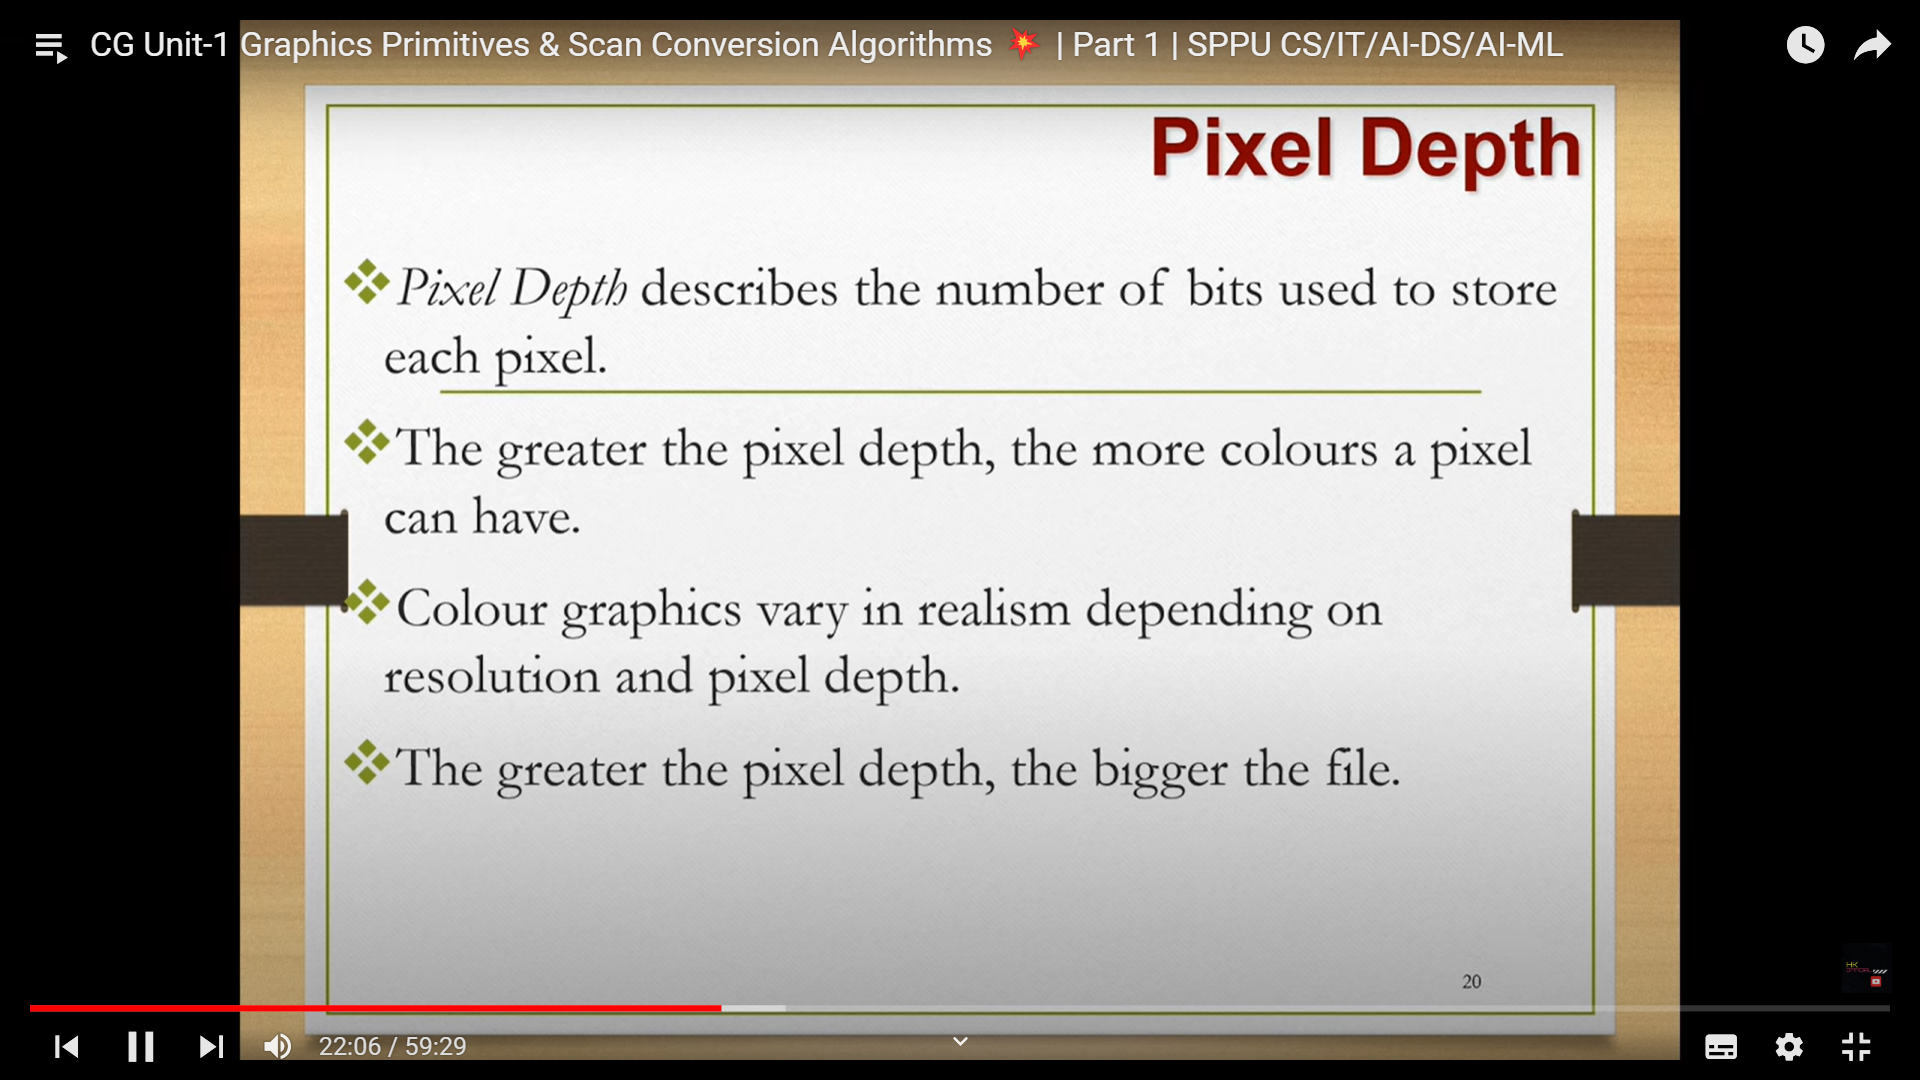 CG Unit-1 Graphics Primitives & Scan Conversion Algorithms 💥 | Part 1 | SPPU CS/IT/AI-DS/AI-ML
Pixel Depth
❖Pixel Depth describes the number of bits used to store
each pixel.
❖The greater the pixel depth, the more colours a pixel
can have.
❖Colour graphics vary in realism depending on
resolution and pixel depth.
❖The greater the pixel depth, the bigger the file.
20
HK
22:06 / 59:29